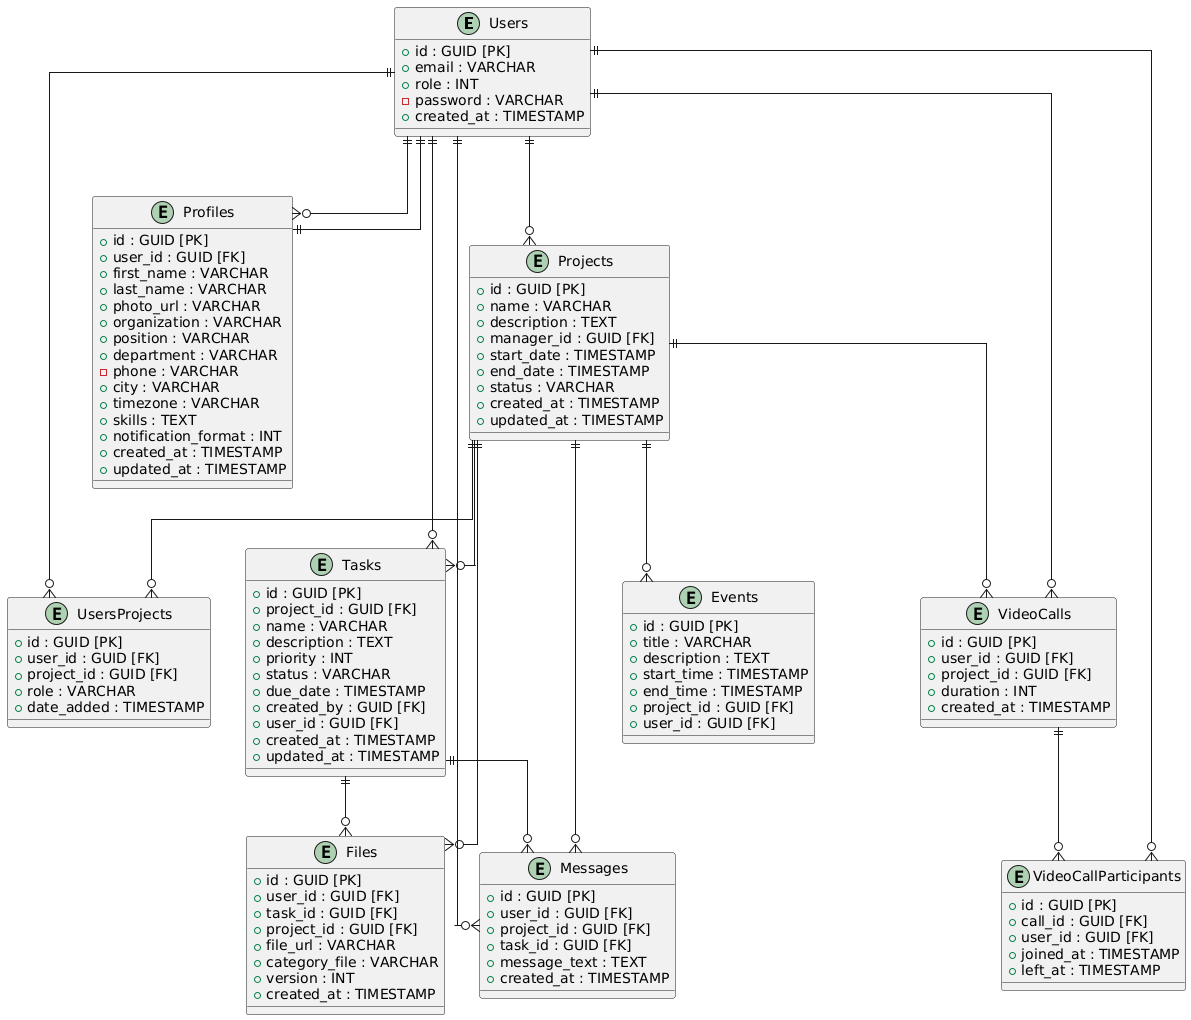 E Users
id : GUID [PK]
email : VARCHAR
role : INT
password : VARCHAR
created_at : TIMESTAMP
E Profiles
id : GUID [PK]
user_id : GUID [FK]
first_name : VARCHAR
last_name : VARCHAR
photo_url : VARCHAR
organization : VARCHAR
position : VARCHAR
department : VARCHAR
phone : VARCHAR
city : VARCHAR
timezone : VARCHAR
skills : TEXT
notification_format : INT
created_at : TIMESTAMP
updated_at : TIMESTAMP
E Projects
id : GUID [PK]
name : VARCHAR
description : TEXT
manager_id : GUID [FK]
start_date : TIMESTAMP
end_date : TIMESTAMP
status : VARCHAR
created_at : TIMESTAMP
updated_at : TIMESTAMP
E UsersProjects
id : GUID [PK]
user_id : GUID [FK]
project_id : GUID [FK]
role : VARCHAR
date_added : TIMESTAMP
E Tasks
id : GUID [PK]
project_id : GUID [FK]
name : VARCHAR
description : TEXT
priority : INT
status : VARCHAR
due_date : TIMESTAMP
created_by : GUID [FK]
user_id : GUID [FK]
created_at : TIMESTAMP
updated_at : TIMESTAMP
E Events
id : GUID [PK]
title : VARCHAR
description : TEXT
start_time : TIMESTAMP
end_time : TIMESTAMP
project_id : GUID [FK]
user_id : GUID [FK]
E VideoCalls
id : GUID [PK]
user_id : GUID [FK]
project_id : GUID [FK]
duration : INT
created_at : TIMESTAMP
E Files
id : GUID [PK]
user_id : GUID [FK]
task_id : GUID [FK]
project_id : GUID [FK]
file_url : VARCHAR
category_file : VARCHAR
version : INT
created_at : TIMESTAMP
E Messages
id : GUID [PK]
user_id : GUID [FK]
project_id : GUID [FK]
task_id : GUID [FK]
message_text : TEXT
created_at : TIMESTAMP
E VideoCallParticipants
id : GUID [PK]
call_id : GUID [FK]
user_id : GUID [FK]
joined_at : TIMESTAMP
left_at : TIMESTAMP